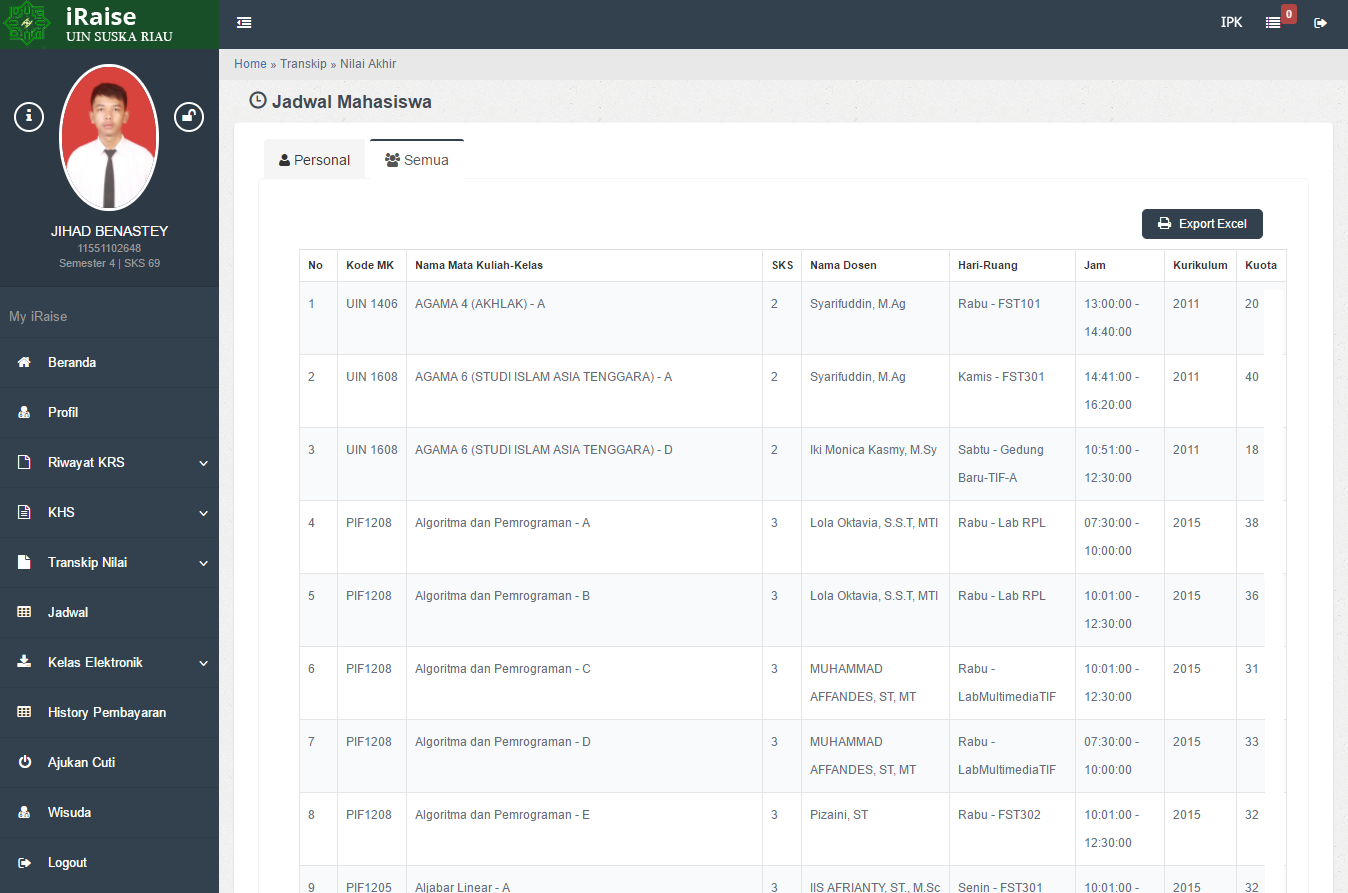 iRaise
UIN SUSKA RIAU
IPK
0
JIHAD BENASTEY
11551102648
Semester 4 | SKS 69
My iRaise
Beranda
Profil
Riwayat KRS
KHS
Transkip Nilai
Jadwal
Kelas Elektronik
History Pembayaran
Ajukan Cuti
Wisuda
Logout
Home » Transkip » Nilai Akhir
Jadwal Mahasiswa
Personal
Semua
Export Excel
No Kode MK Nama Mata Kuliah-Kelas SKS Nama Dosen Hari-Ruang Jam Kurikulum Kuota
1 UIN 1406 AGAMA 4 (AKHLAK) - A 2 Syarifuddin, M.Ag Rabu - FST101 13:00:00 - 2011 20
14:40:00
2 UIN 1608 AGAMA 6 (STUDI ISLAM ASIA TENGGARA) - A 2 Syarifuddin, M.Ag Kamis - FST301 14:41:00 - 2011 40
16:20:00
3 UIN 1608 AGAMA 6 (STUDI ISLAM ASIA TENGGARA) - D 2 Iki Monica Kasmy, M.Sy Sabtu - Gedung 10:51:00 - 2011 18
Baru-TIF-A 12:30:00
4 PIF1208 Algoritma dan Pemrograman - A 3 Lola Oktavia, S.S.T, MTI Rabu - Lab RPL 07:30:00 - 2015 38
10:00:00
5 PIF1208 Algoritma dan Pemrograman - B 3 Lola Oktavia, S.S.T, MTI Rabu - Lab RPL 10:01:00 - 2015 36
12:30:00
6 PIF1208 Algoritma dan Pemrograman - C 3 MUHAMMAD Rabu - 10:01:00 - 2015 31
AFFANDES, ST, MT LabMultimediaTIF 12:30:00
7 PIF1208 Algoritma dan Pemrograman - D 3 MUHAMMAD Rabu - 07:30:00 - 2015 33
AFFANDES, ST, MT LabMultimediaTIF 10:00:00
8 PIF1208 Algoritma dan Pemrograman - E 3 Pizaini, ST Rabu - FST302 10:01:00 - 2015 32
12:30:00
9 PIF1205 Aljabar Linear - A 3 IIS AFRIANTY, ST., M.Sc Senin - FST301 10:01:00 - 2015 32